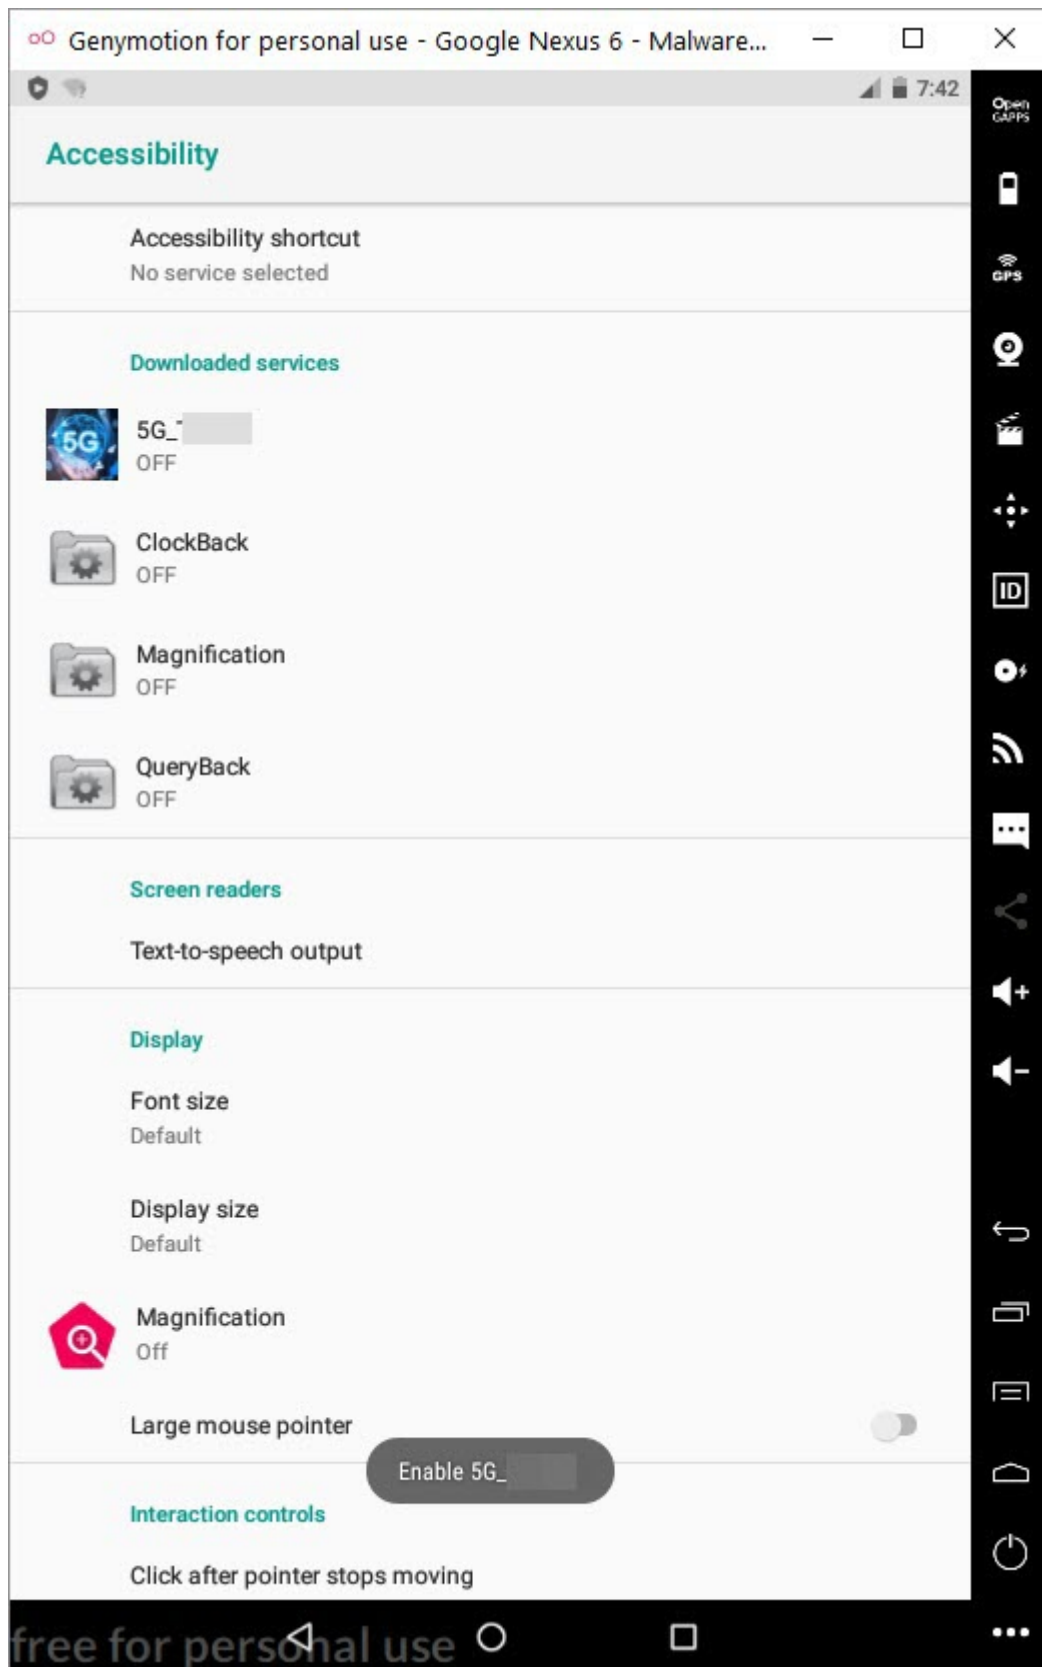 Genymotion for personal use - Google Nexus 6 - Malware...
7:42
Open
GAPPS
Accessibility
Accessibility shortcut
No service selected
GPS
Downloaded services
5G
5G_
OFF
ClockBack
OFF
ID
Magnification
OFF
QueryBack
OFF
Screen readers
Text-to-speech output
Display
Font size
Default
Display size
Default
Magnification
Off
Large mouse pointer
Enable 5G_
Interaction controls
Click after pointer stops moving
free for personal use